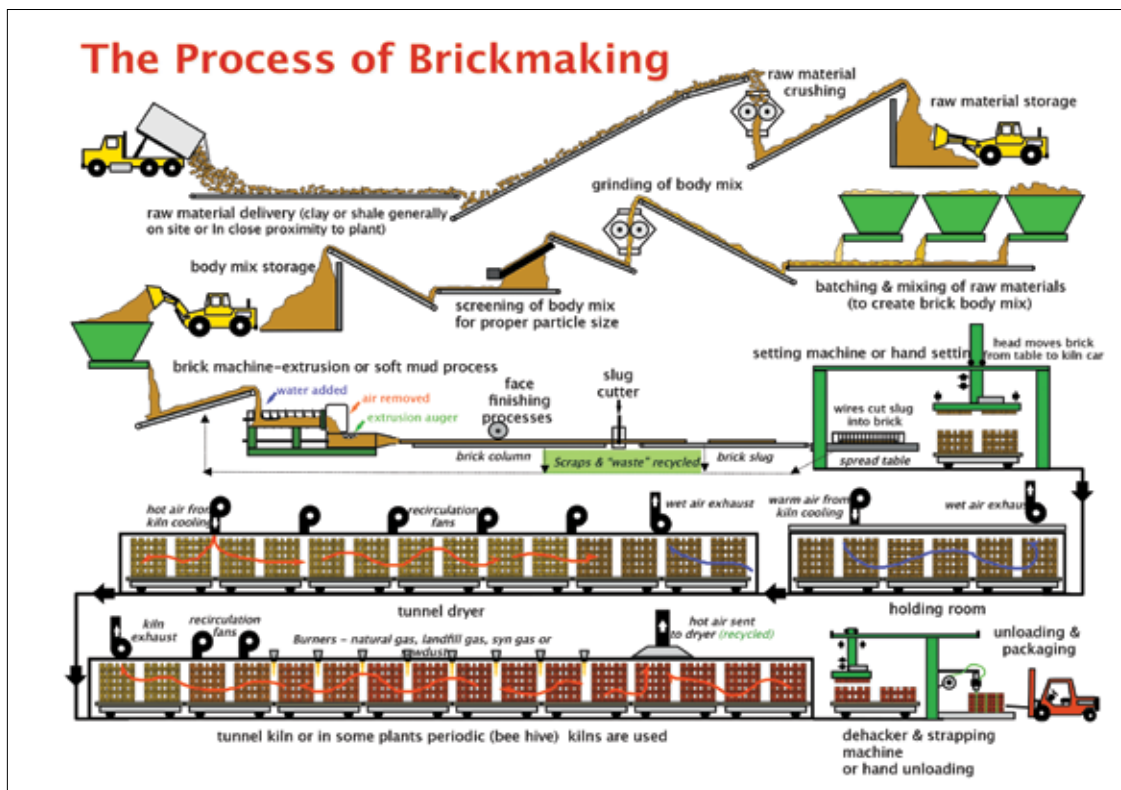 The Process of Brickmaking
raw material
crushing
raw material storage
raw material delivery (clay or shale generally
on site or In close proximity to plant)
grinding of body mix
body mix storage
screening of body mix
for proper particle size
batching & mixing of raw materials
(to create brick body mix)
brick machine-extrusion or soft mud process
water added
air removed
extrusion auger
face
finishing
processes
slug
cutter
setting machine or hand settin
head moves brick
from table to kiln car
wires cut slug
into brick
brick column
Scraps & "waste" recycled
brick slug
spread table
hot air from
kiln cooling
recirculation
fans
wet air exhaust
warm air from
kiln cooling
wet air exhaus
tunnel dryer
holding room
kiln
exhaust
recirculation
fans
Burners - natural gas, landfill gas, syn gas or
hot air sent
to dryer (recycled)
unloading &
packaging
tunnel kiln or in some plants periodic (bee hive) kilns are used
dehacker & strapping
machine
or hand unloading